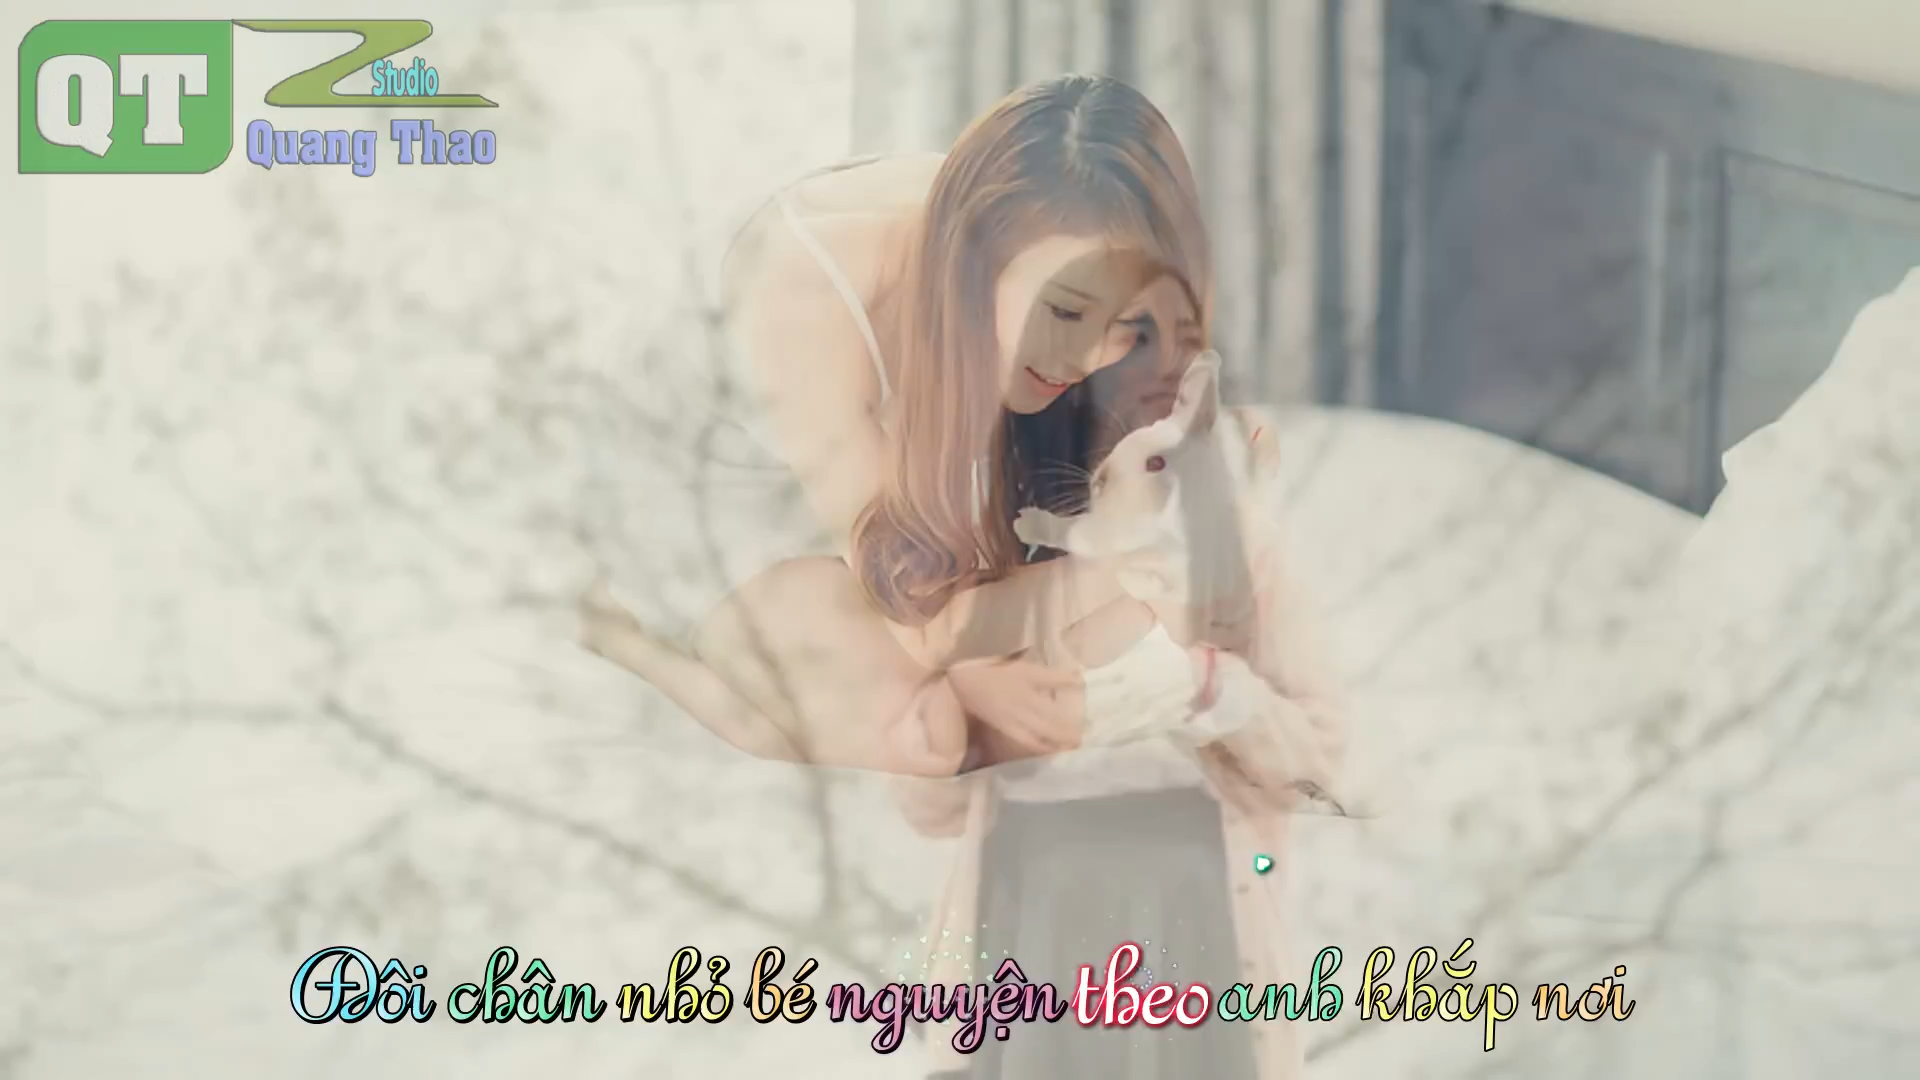 QT
Studio
Quang Thao
Đôi chân nhỏ bé nguyện theo anh khắp nơi